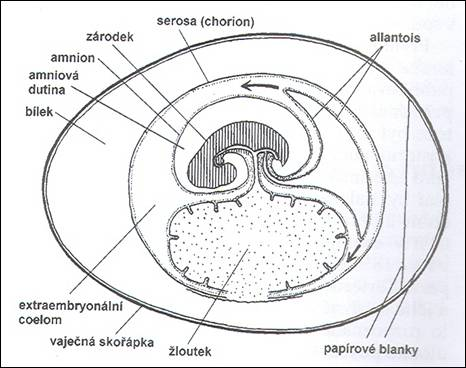 serosa (chorion)
zárodek
allantois
amnion
amniová
dutina
bílek
extraembryonální
coelom
vaječná skořápka
žloutek
papírové blanky